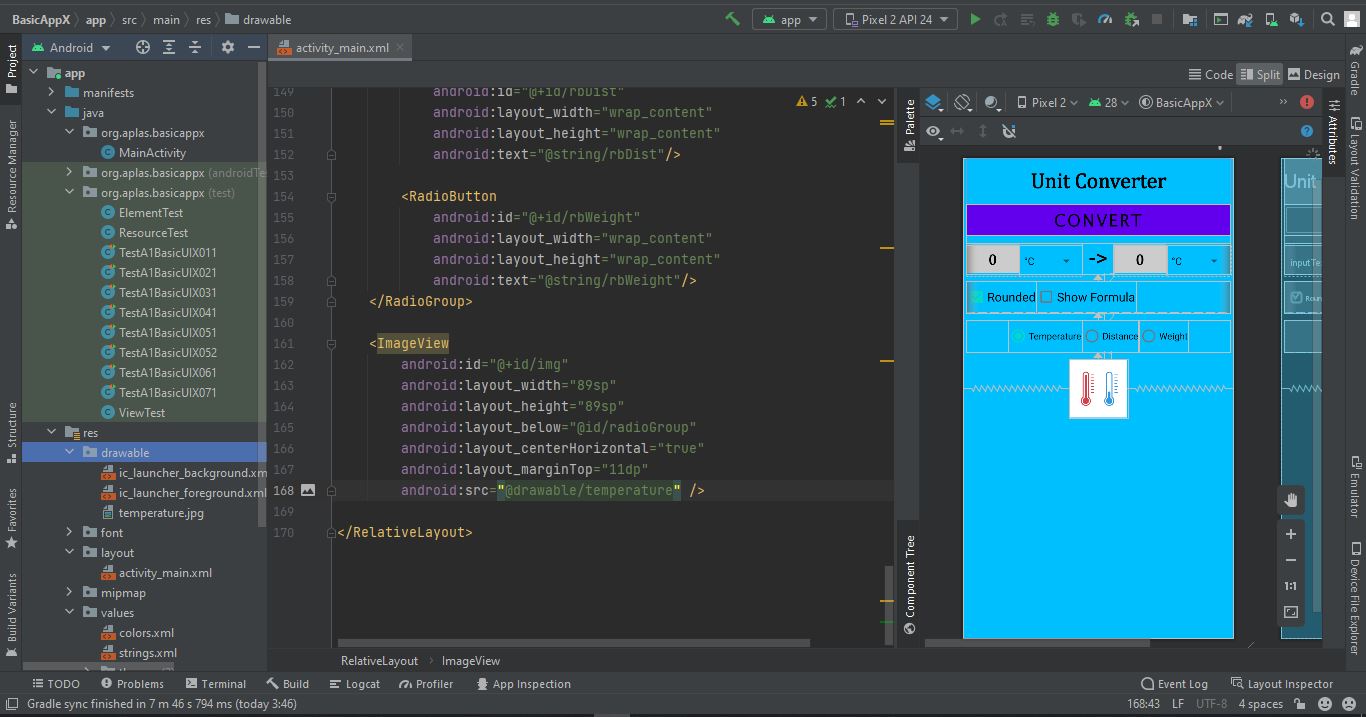 BasicAppX app src main res drawable
app Pixel 2 API 24
Project
Android
activity_main.xml
Gradle
app
manifests
java
org.aplas.basicappx
MainActivity
org.aplas.basicappx (androidTe
org.aplas.basicappx (test)
ElementTest
ResourceTest
TestA1BasicUIX011
TestA1BasicUIX021
TestA1BasicUIX031
TestA1BasicUIX041
TestA1BasicUIX051
TestA1BasicUIX052
TestA1BasicUIX061
TestA1BasicUIX071
ViewTest
res
drawable
ic_launcher_background.xm
ic_launcher_foreground.xml
temperature.jpg
font
layout
activity_main.xml
mipmap
values
colors.xml
strings.xml
Resource Manager
Structure
Favorites
Build Variants
Code Split Design
5 1
149 android:id="@+id/rbDist"
150 android:layout_width="wrap_content"
151 android:layout_height="wrap_content"
152 android:text="@string/rbDist"/>
153
154 <RadioButton
155 android:id="@+id/rbWeight"
156 android:layout_width="wrap_content"
157 android:layout_height="wrap_content"
158 android:text="@string/rbWeight"/>
159 </RadioGroup>
160
161 <ImageView
162 android:id="@+id/img"
163 android:layout_width="89sp"
164 android:layout_height="89sp"
165 android:layout_below="@id/radioGroup"
166 android:layout_centerHorizontal="true"
167 android:layout_marginTop="11dp"
168 android:src="@drawable/temperature" />
169
170 </RelativeLayout>
RelativeLayout ImageView
Palette
Component Tree
Pixel 2 28 BasicAppX
Unit Converter
CONVERT
0 °C -> 0 °C
Rounded Show Formula
Temperature Distance Weight
Unit
input Te
Roun
1:1
Attributes
Layout Validation
Emulator
Device File Explorer
TODO Problems Terminal Build Logcat Profiler App Inspection Event Log Layout Inspector
Gradle sync finished in 7 m 46 s 794 ms (today 3:46) 168:43 LF UTF-8 4 spaces